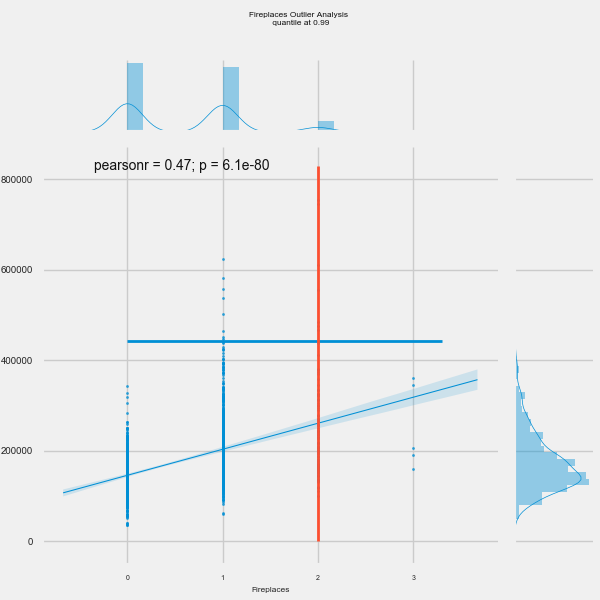 Fireplaces Outlier Analysis
quantile at 0.99
pearsonr = 0.47; p = 6.1e-80
800000
600000
400000
200000
0
0 1 2 3
Fireplaces